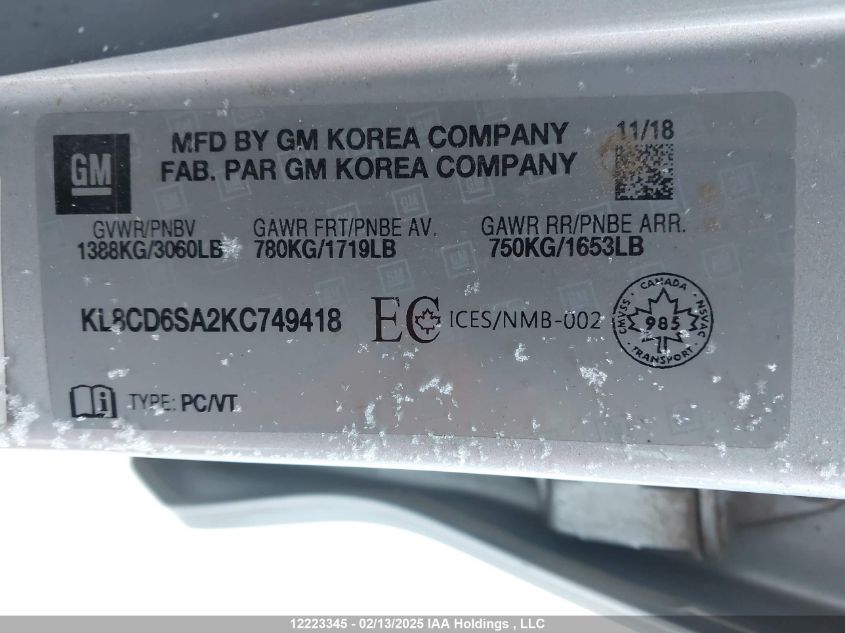 GM
MFD BY GM KOREA COMPANY
FAB. PAR GM KOREA COMPANY
11/18
GVWR/PNBV
1388KG/3060LB
GAWR FRT/PNBE AV.
780KG/1719LB
GAWR RR/PNBE ARR.
750KG/1653LB
KL8CD6SA2KC749418
EC ICES/NMB-002
CANADA
CMVSS
NSVAC
985
TRANSPORT
i
TYPE: PC/VT
12223345 - 02/13/2025 IAA Holdings , LLC